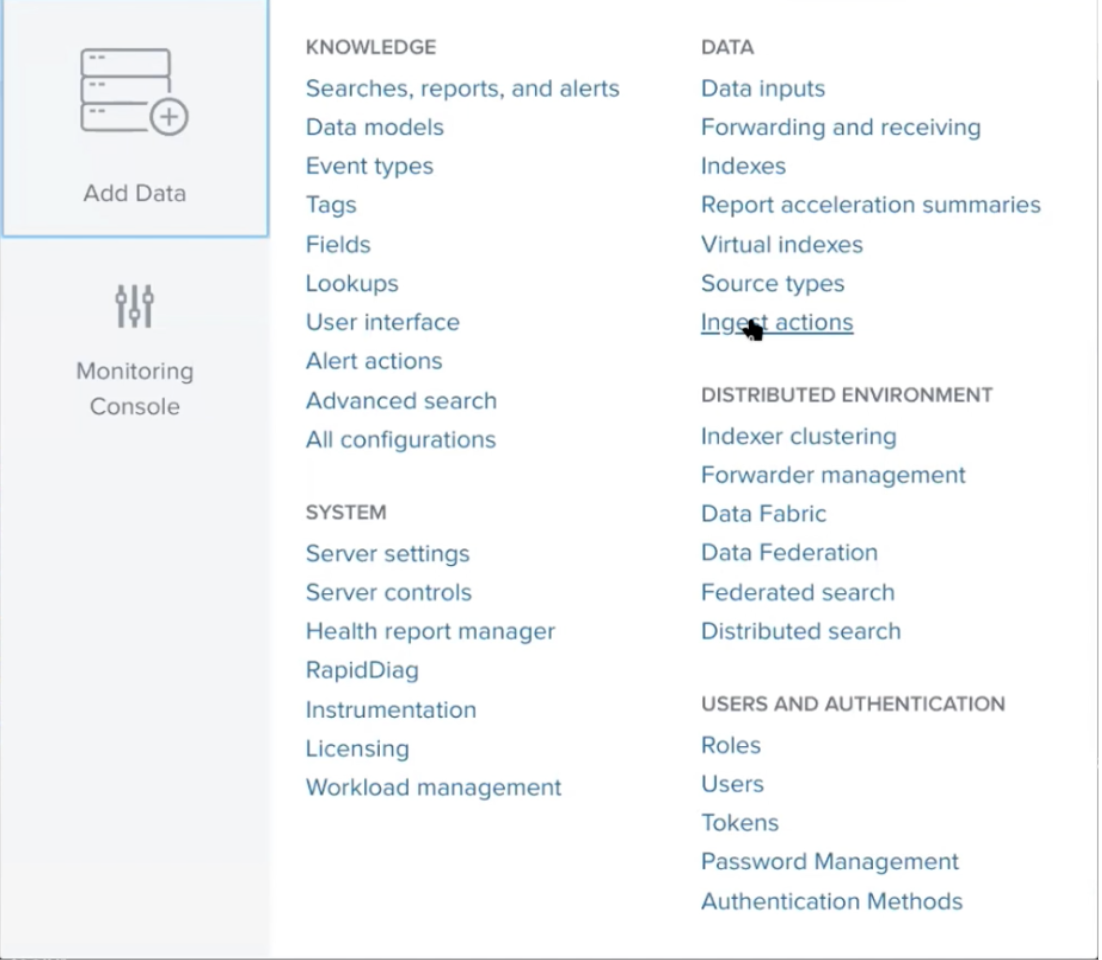 Add Data
Monitoring
Console
KNOWLEDGE
Searches, reports, and alerts
Data models
Event types
Tags
Fields
Lookups
User interface
Alert actions
Advanced search
All configurations
SYSTEM
Server settings
Server controls
Health report manager
RapidDiag
Instrumentation
Licensing
Workload management
DATA
Data inputs
Forwarding and receiving
Indexes
Report acceleration summaries
Virtual indexes
Source types
Ingest actions
DISTRIBUTED ENVIRONMENT
Indexer clustering
Forwarder management
Data Fabric
Data Federation
Federated search
Distributed search
USERS AND AUTHENTICATION
Roles
Users
Tokens
Password Management
Authentication Methods